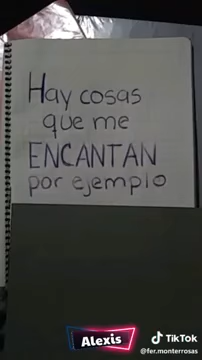 Hay cosas
que me
ENCANTAN
por ejemplo
Alexis
TikTok
@fer.monterrosas